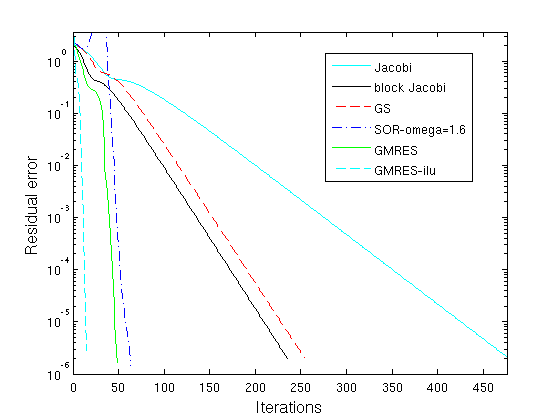 10^0
10^-1
10^-2
10^-3
10^-4
10^-5
10^-6
Residual error
Jacobi
block Jacobi
GS
SOR-omega=1.6
GMRES
GMRES-ilu
0 50 100 150 200 250 300 350 400 450
Iterations